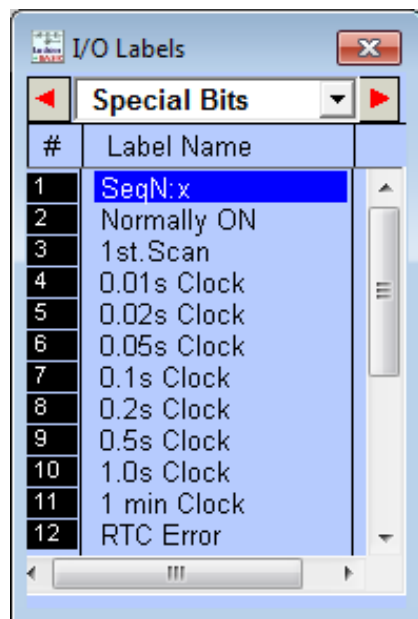 I/O Labels
Special Bits
# Label Name
1 SeqN:x
2 Normally ON
3 1st.Scan
4 0.01s Clock
5 0.02s Clock
6 0.05s Clock
7 0.1s Clock
8 0.2s Clock
9 0.5s Clock
10 1.0s Clock
11 1 min Clock
12 RTC Error